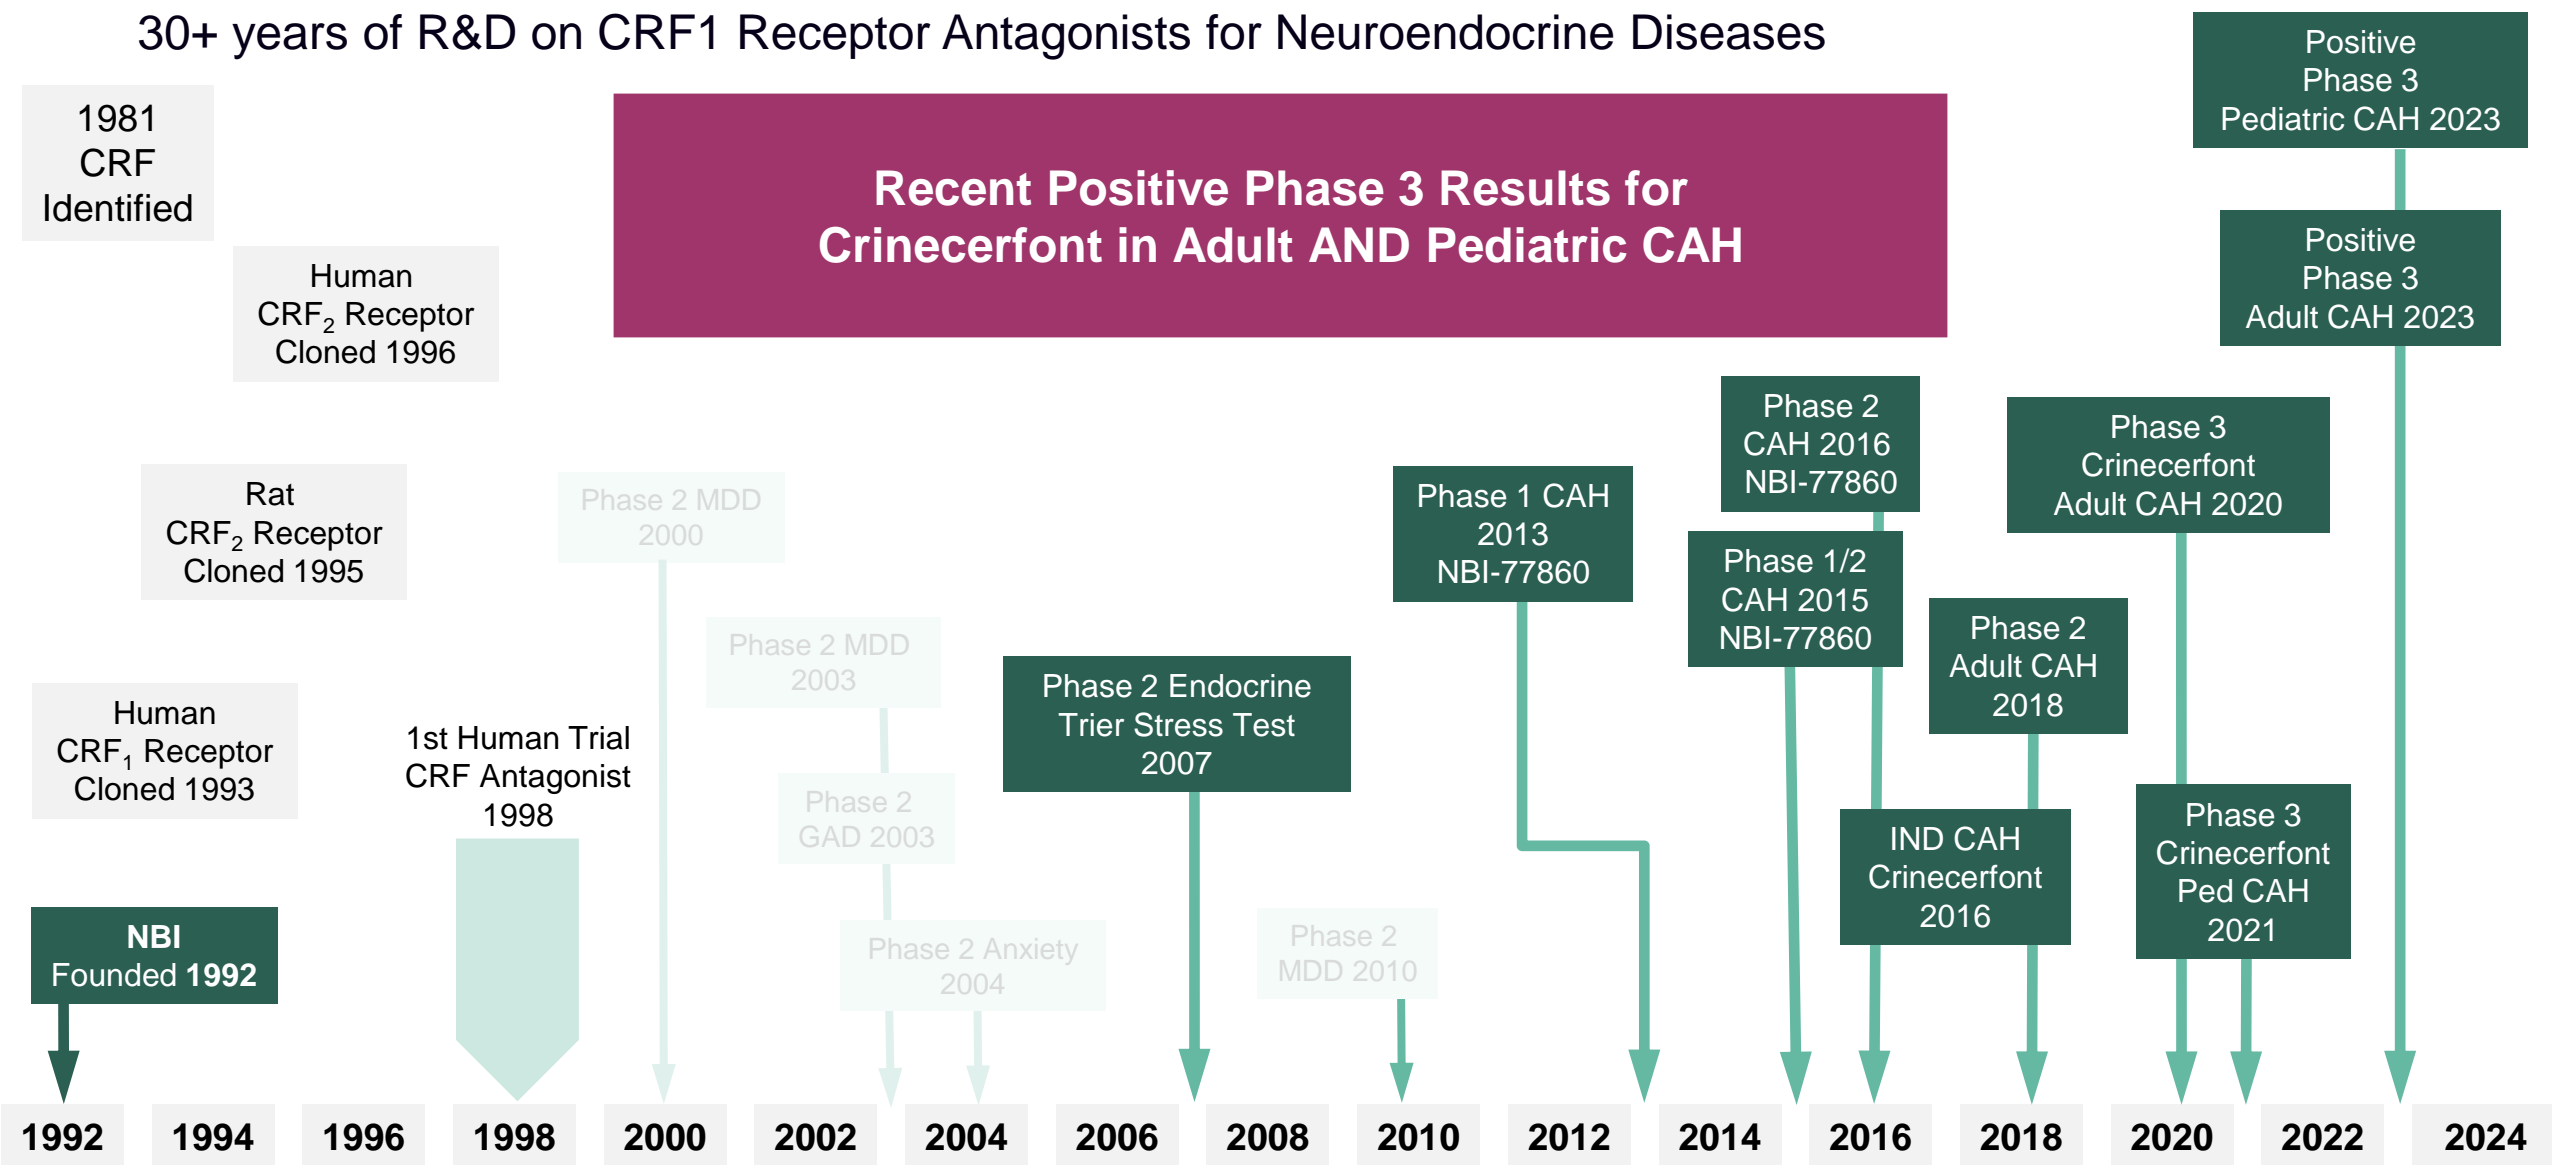 30+ years of R&D on CRF1 Receptor Antagonists for Neuroendocrine Diseases
1981
CRF
Identified
Human
CRF₂ Receptor
Cloned 1996
Rat
CRF₂ Receptor
Cloned 1995
Human
CRF₁ Receptor
Cloned 1993
NBI
Founded 1992
1st Human Trial
CRF Antagonist
1998
Recent Positive Phase 3 Results for
Crinecerfont in Adult AND Pediatric CAH
Phase 2 MDD
2000
Phase 2 MDD
2003
Phase 2
GAD 2003
Phase 2 Anxiety
2004
Phase 2 Endocrine
Trier Stress Test
2007
Phase 2
MDD 2010
Phase 1 CAH
2013
NBI-77860
Phase 2
CAH 2016
NBI-77860
Phase 1/2
CAH 2015
NBI-77860
IND CAH
Crinecerfont
2016
Phase 2
Adult CAH
2018
Phase 3
Crinecerfont
Adult CAH 2020
Phase 3
Crinecerfont
Ped CAH
2021
Positive
Phase 3
Pediatric CAH 2023
Positive
Phase 3
Adult CAH 2023
1992 1994 1996 1998 2000 2002 2004 2006 2008 2010 2012 2014 2016 2018 2020 2022 2024